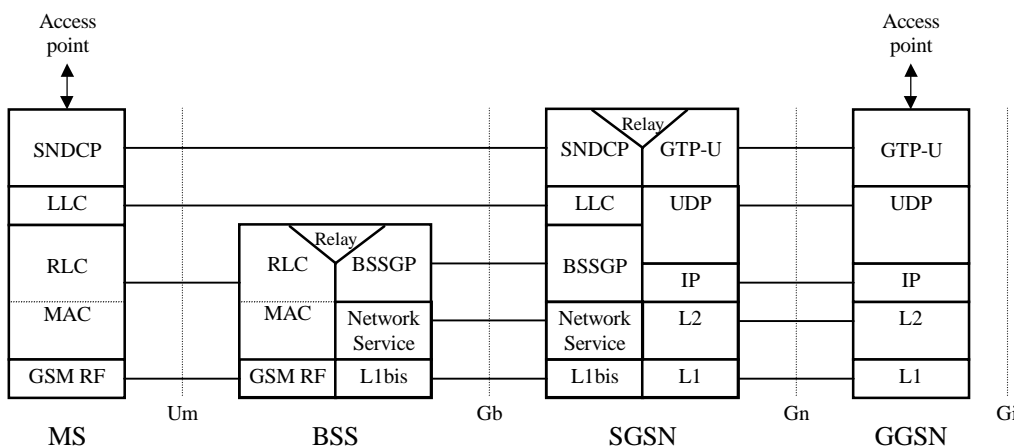 Access
point
Access
point
Relay
SNDCP
SNDCP
GTP-U
GTP-U
LLC
LLC
UDP
UDP
Relay
RLC
RLC
BSSGP
BSSGP
IP
IP
MAC
MAC
Network
Service
Network
Service
L2
L2
GSM RF
GSM RF
L1bis
L1bis
L1
L1
Um
Gb
Gn
Gi
MS
BSS
SGSN
GGSN